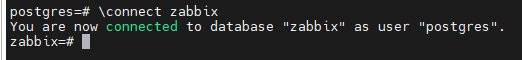 postgres=# \connect zabbix
You are now connected to database "zabbix" as user "postgres".
zabbix=#